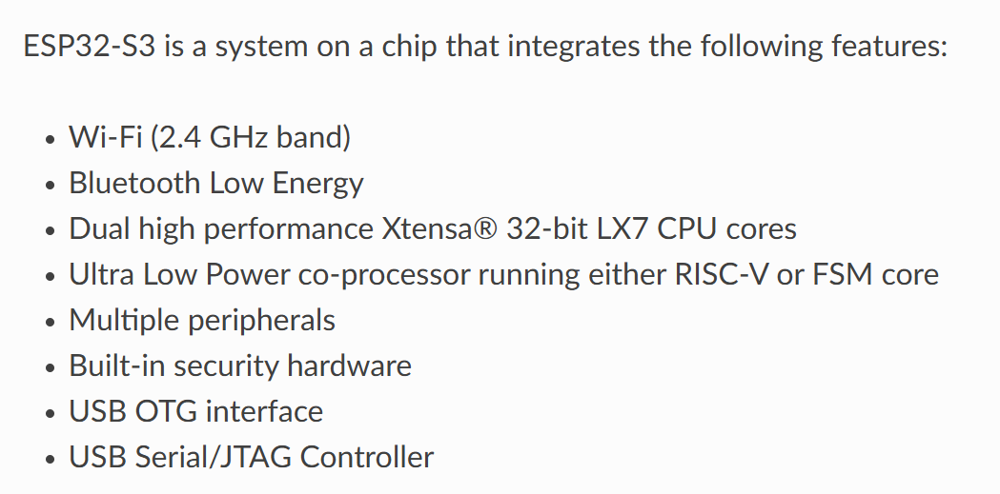 ESP32-S3 is a system on a chip that integrates the following features:
• Wi-Fi (2.4 GHz band)
• Bluetooth Low Energy
• Dual high performance Xtensa® 32-bit LX7 CPU cores
• Ultra Low Power co-processor running either RISC-V or FSM core
• Multiple peripherals
• Built-in security hardware
• USB OTG interface
• USB Serial/JTAG Controller